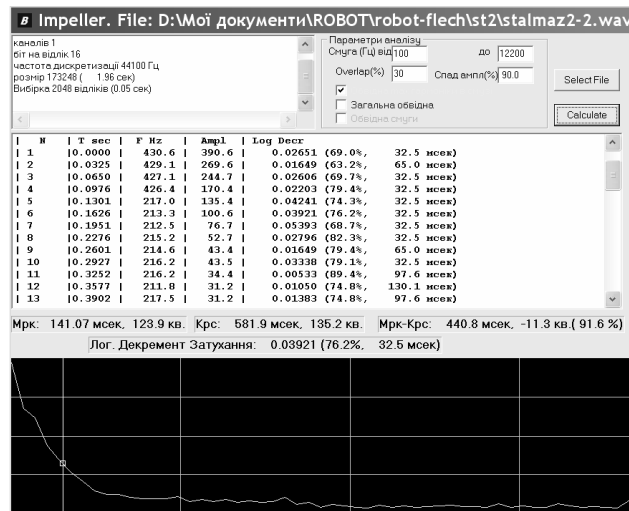 Impeller. File: D:\Мої документи\ROBOT\robot-flech\st2\stalmaz2-2.wav
каналів 1
біт на відлік 16
частота дискретизації 44100 Гц
розмір 173248 ( 1.96 сек)
Вибірка 2048 відліків (0.05 сек)
Параметри аналізу
Смуга (Гц) від 100 до 12200
Overlap(%) 30 Спад ампл(%) 90.0
Загальна обвідна
Обвідна смуги
Select File
Calculate
| N | T sec | F Hz | Ampl | Log Decr
| 1 |0.0000 | 430.6 | 390.6 | 0.02651 (69.0%, 32.5 мсек)
| 2 |0.0325 | 429.1 | 269.6 | 0.01649 (63.2%, 65.0 мсек)
| 3 |0.0650 | 427.1 | 244.7 | 0.02606 (69.7%, 32.5 мсек)
| 4 |0.0976 | 426.4 | 170.4 | 0.02203 (79.4%, 32.5 мсек)
| 5 |0.1301 | 217.0 | 135.4 | 0.04241 (74.3%, 32.5 мсек)
| 6 |0.1626 | 213.3 | 100.6 | 0.03921 (76.2%, 32.5 мсек)
| 7 |0.1951 | 212.5 | 76.7 | 0.05393 (68.7%, 32.5 мсек)
| 8 |0.2276 | 215.2 | 52.7 | 0.02796 (82.3%, 32.5 мсек)
| 9 |0.2601 | 214.6 | 43.4 | 0.01649 (79.4%, 65.0 мсек)
| 10 |0.2927 | 216.2 | 43.5 | 0.03338 (79.1%, 32.5 мсек)
| 11 |0.3252 | 216.2 | 34.4 | 0.00533 (89.4%, 97.6 мсек)
| 12 |0.3577 | 211.8 | 31.2 | 0.01050 (74.8%, 130.1 мсек)
| 13 |0.3902 | 217.5 | 31.2 | 0.01383 (74.8%, 97.6 мсек)
Мрк: 141.07 мсек, 123.9 кв. Крс: 581.9 мсек, 135.2 кв. Мрк-Крс: 440.8 мсек, -11.3 кв.( 91.6 %)
Лог. Декремент Затухання: 0.03921 (76.2%, 32.5 мсек)